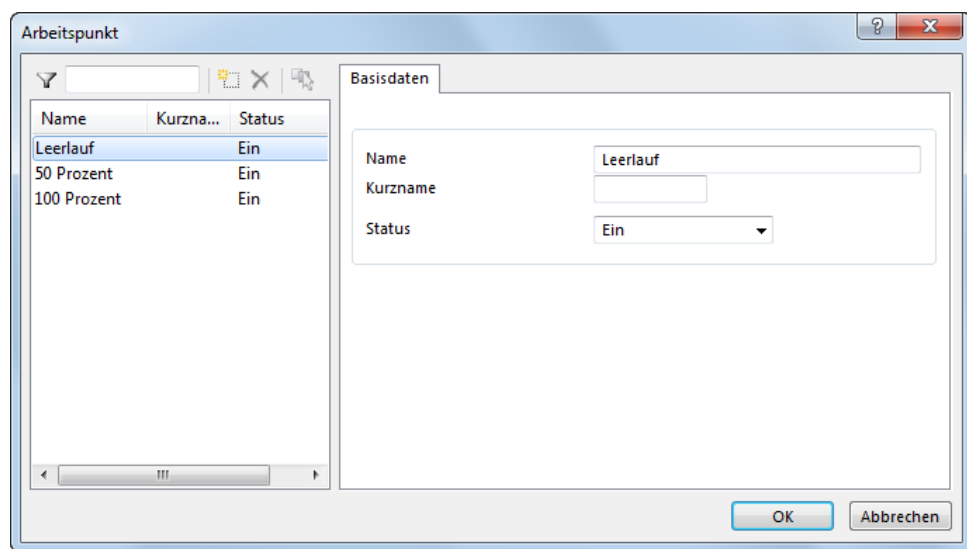 Arbeitspunkt
Basisdaten
Name Kurzna... Status
Leerlauf Ein
50 Prozent Ein
100 Prozent Ein
Name Leerlauf
Kurzname
Status Ein
OK Abbrechen